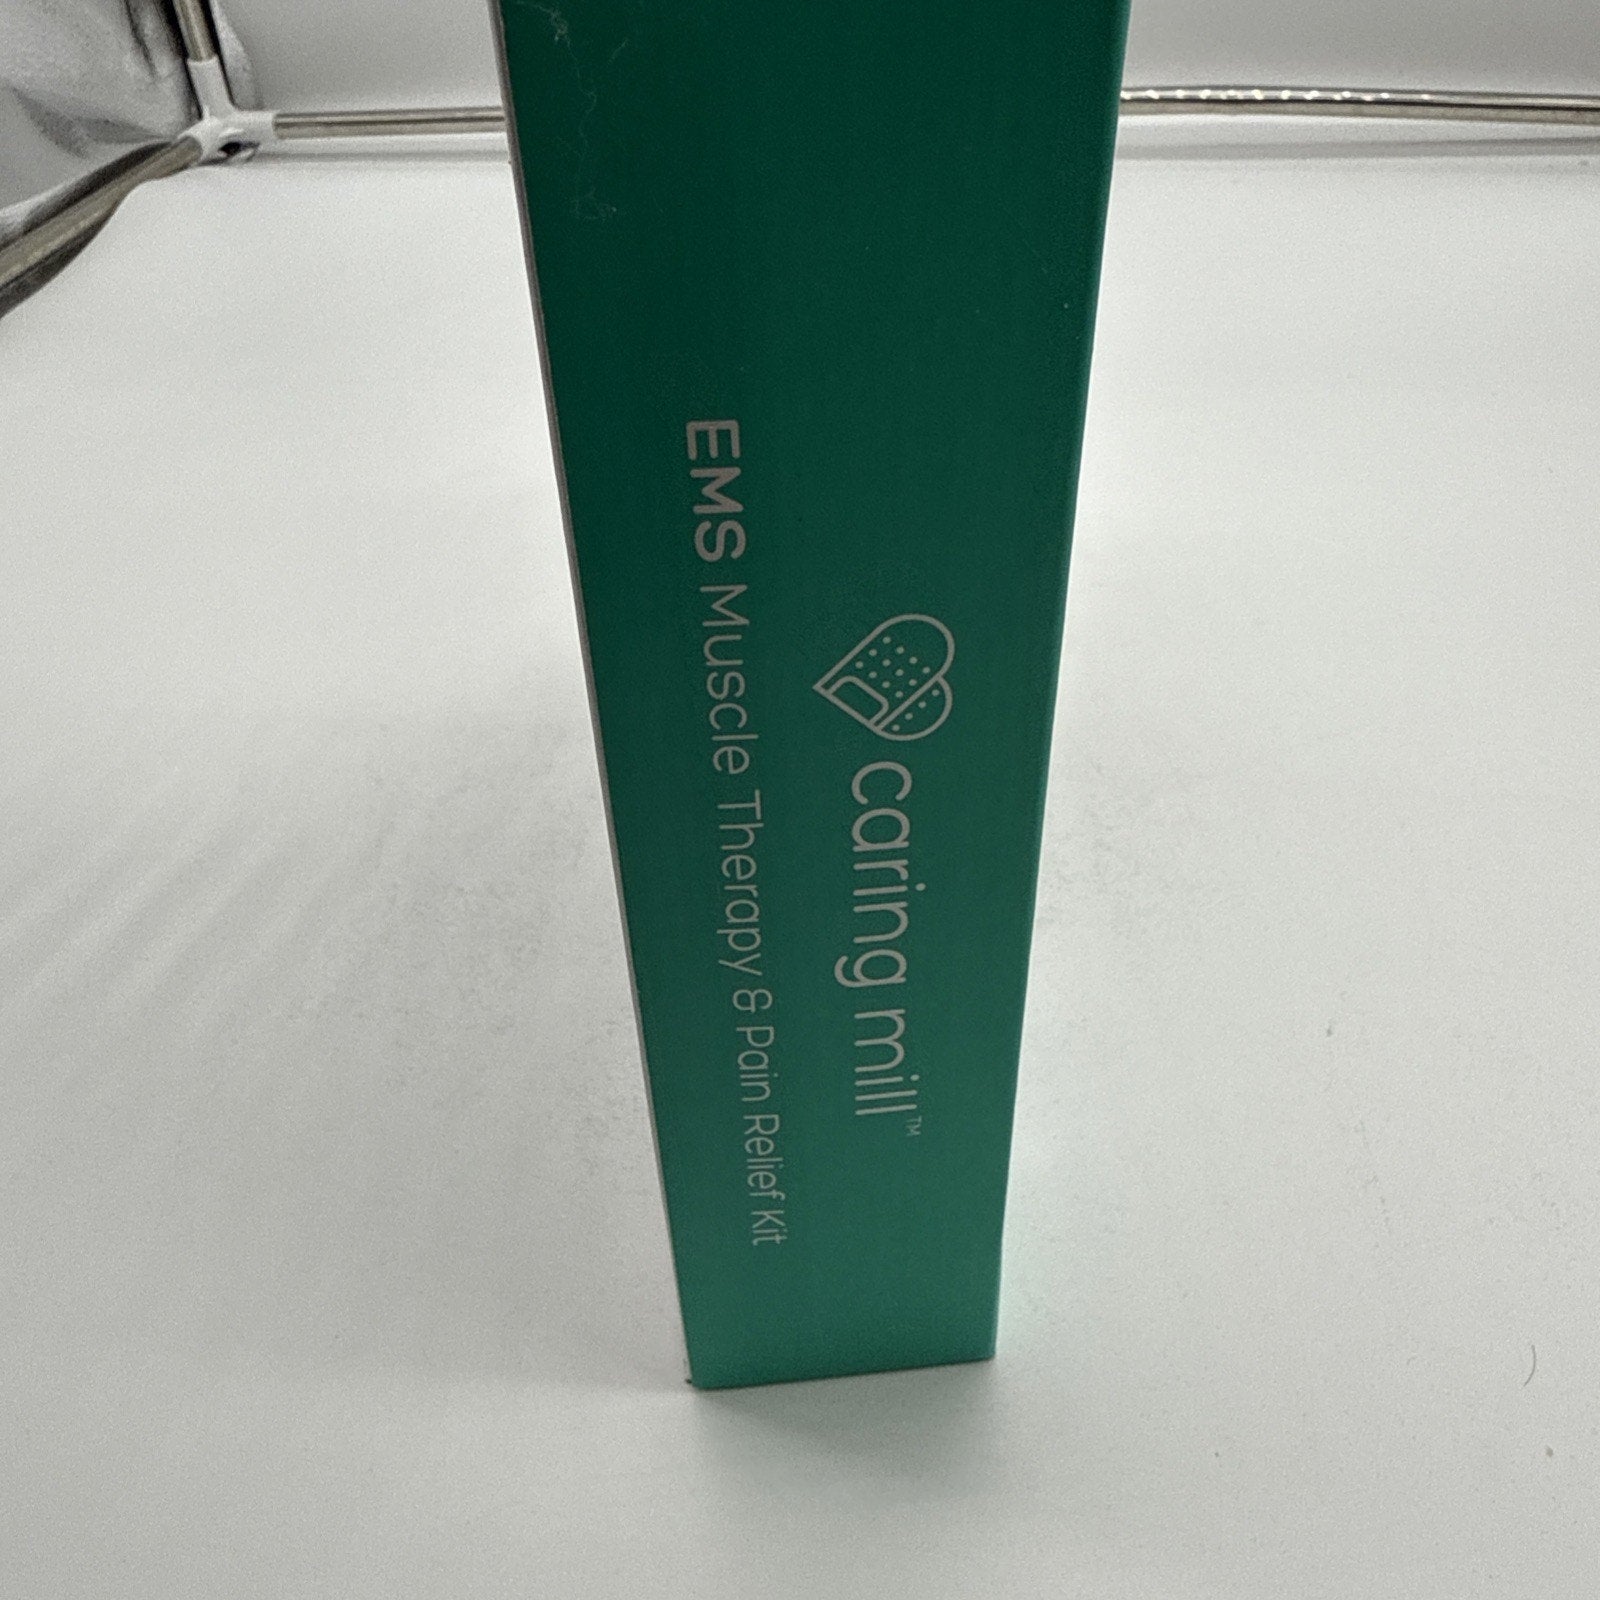 caring mill™
EMS Muscle Therapy & Pain Relief Kit